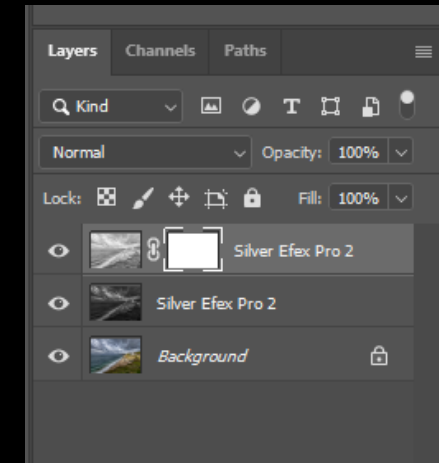 Layers Channels Paths
Kind
Normal Opacity: 100%
Lock: Fill: 100%
Silver Efex Pro 2
Silver Efex Pro 2
Background